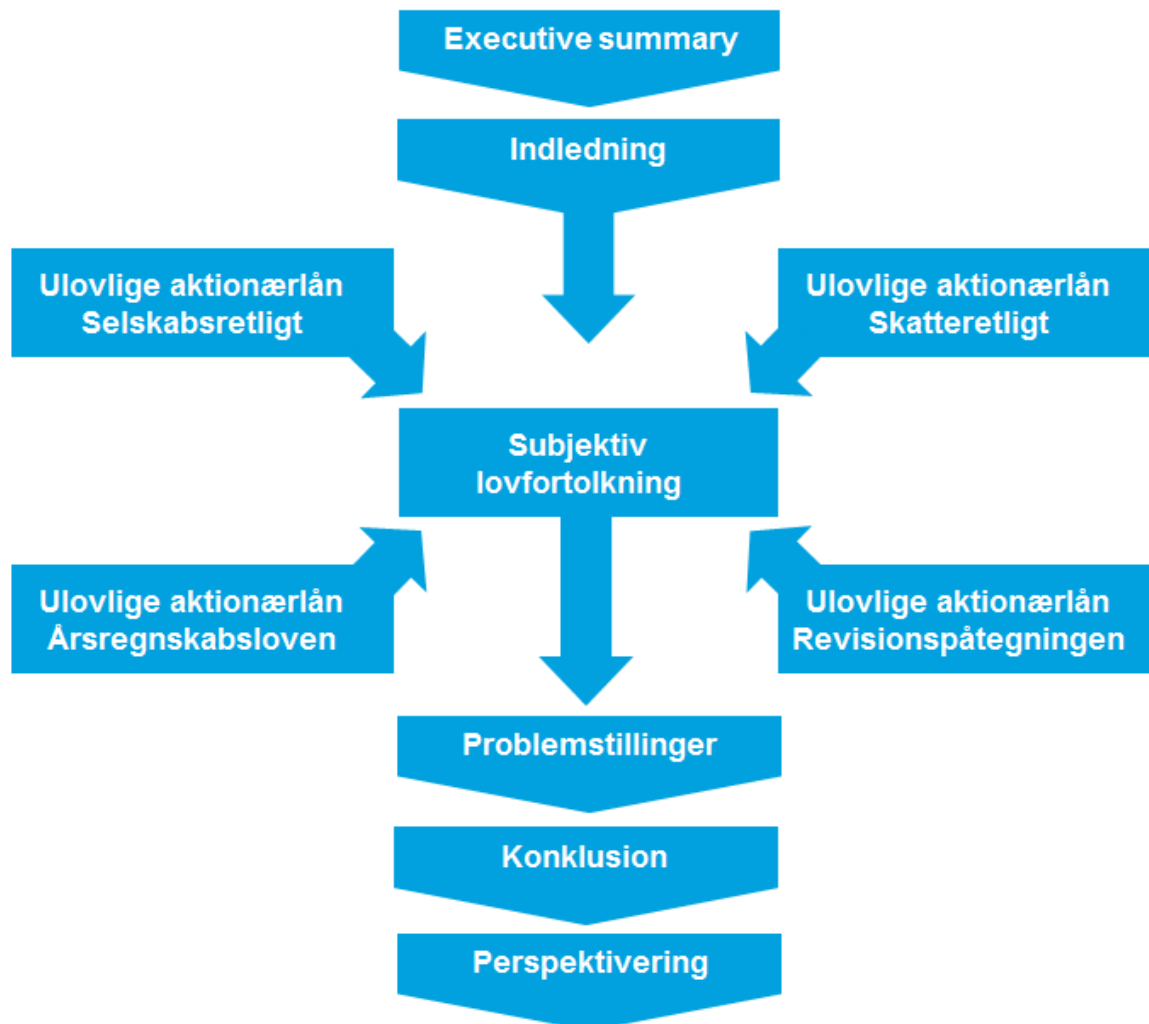 Executive summary
Indledning
Ulovlige aktionærlån
Selskabsretligt
Ulovlige aktionærlån
Skatteretligt
Subjektiv
lovfortolkning
Ulovlige aktionærlån
Årsregnskabsloven
Ulovlige aktionærlån
Revisionspåtegningen
Problemstillinger
Konklusion
Perspektivering